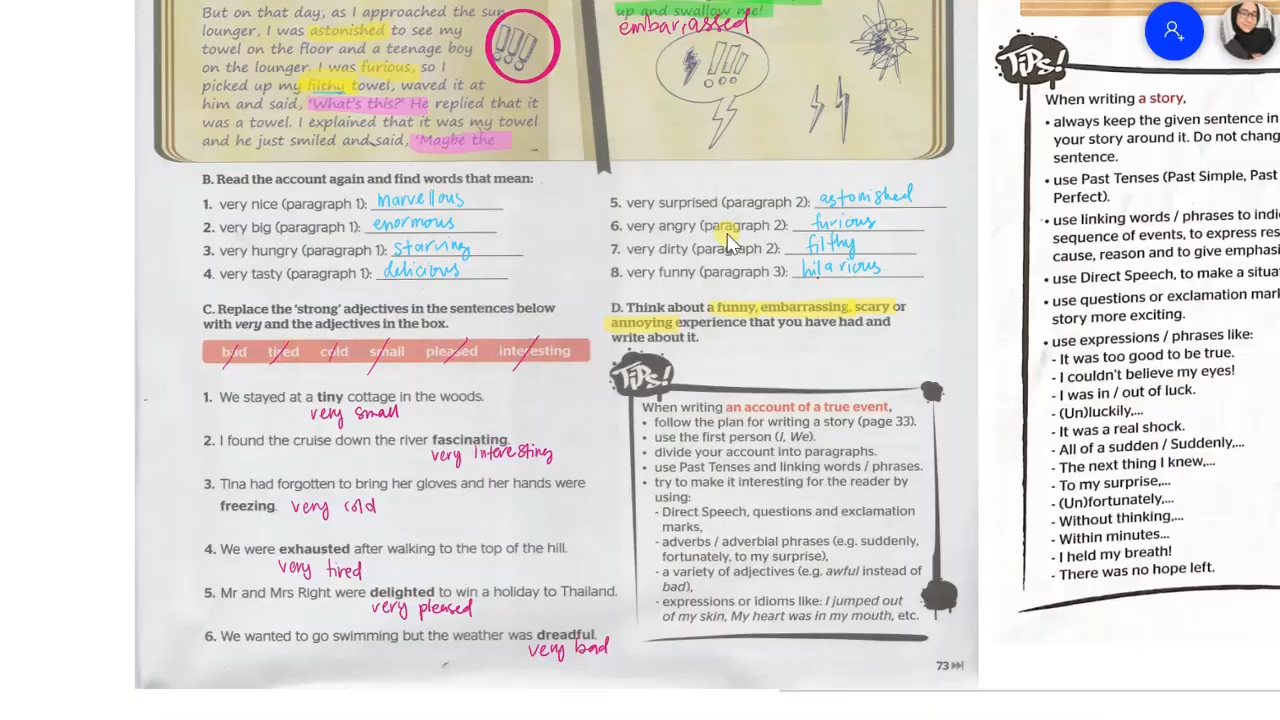 But on that day, as I approached the sun
lounger, I was astonished to see my
towel on the floor and a teenage boy
on the lounger. I was furious, so I
picked up my filthy towel, waved it at
him and said, 'What's this?' He replied that it
was a towel. I explained that it was my towel
and he just smiled and said, 'Maybe the
!!!
up and swallow me!
embarrassed
!!!
B. Read the account again and find words that mean:
1. very nice (paragraph 1): marvellous
2. very big (paragraph 1): enormous
3. very hungry (paragraph 1): starving
4. very tasty (paragraph 1): delicious
5. very surprised (paragraph 2): astonished
6. very angry (paragraph 2): furious
7. very dirty (paragraph 2): filthy
8. very funny (paragraph 3): hilarious
C. Replace the 'strong' adjectives in the sentences below
with very and the adjectives in the box.
bad tired cold small pleased interesting
1. We stayed at a tiny cottage in the woods.
very small
2. I found the cruise down the river fascinating.
very interesting
3. Tina had forgotten to bring her gloves and her hands were
freezing. very cold
4. We were exhausted after walking to the top of the hill.
very tired
5. Mr and Mrs Right were delighted to win a holiday to Thailand.
very pleased
6. We wanted to go swimming but the weather was dreadful.
very bad
D. Think about a funny, embarrassing, scary or
annoying experience that you have had and
write about it.
TiPS!
When writing an account of a true event,
• follow the plan for writing a story (page 33).
• use the first person (I, We).
• divide your account into paragraphs.
• use Past Tenses and linking words / phrases.
• try to make it interesting for the reader by
using:
- Direct Speech, questions and exclamation
marks,
- adverbs / adverbial phrases (e.g. suddenly,
fortunately, to my surprise),
- a variety of adjectives (e.g. awful instead of
bad),
- expressions or idioms like: I jumped out
of my skin, My heart was in my mouth, etc.
73
TiPS!
When writing a story,
• always keep the given sentence in
your story around it. Do not chang
sentence.
• use Past Tenses (Past Simple, Past
Perfect).
• use linking words / phrases to indi
sequence of events, to express res
cause, reason and to give emphasi
• use Direct Speech, to make a situa
• use questions or exclamation mark
story more exciting.
• use expressions / phrases like:
- It was too good to be true.
- I couldn't believe my eyes!
- I was in / out of luck.
- (Un)luckily,...
- It was a real shock.
- All of a sudden / Suddenly,...
- The next thing I knew,...
- To my surprise,...
- (Un)fortunately,...
- Without thinking,...
- Within minutes...
- I held my breath!
- There was no hope left.